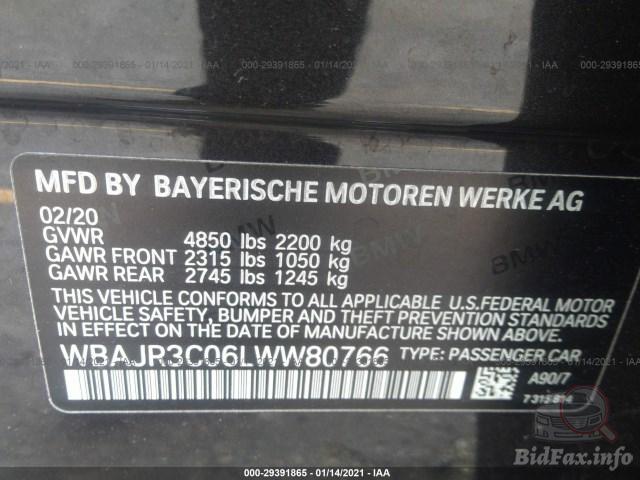 000-29391865 - 01/14/2021 - IAA
MFD BY BAYERISCHE MOTOREN WERKE AG
02/20
GVWR 4850 lbs 2200 kg
GAWR FRONT 2315 lbs 1050 kg
GAWR REAR 2745 lbs 1245 kg
THIS VEHICLE CONFORMS TO ALL APPLICABLE U.S.FEDERAL MOTOR
VEHICLE SAFETY, BUMPER AND THEFT PREVENTION STANDARDS
IN EFFECT ON THE DATE OF MANUFACTURE SHOWN ABOVE.
WBAJR3C06LWW80766 TYPE: PASSENGER CAR
A90/7
7315814
BidFax.info
000-29391865 - 01/14/2021 - IAA